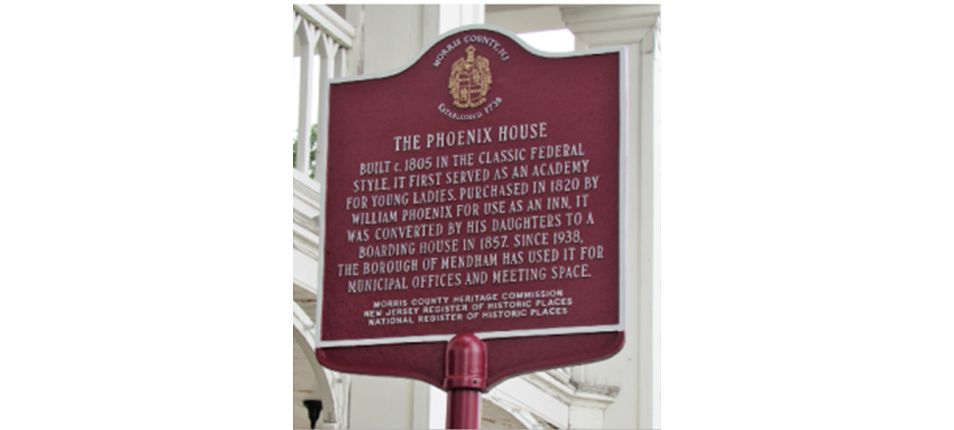 MORRIS COUNTY, NJ
ESTABLISHED 1739
THE PHOENIX HOUSE
BUILT c. 1805 IN THE CLASSIC FEDERAL
STYLE, IT FIRST SERVED AS AN ACADEMY
FOR YOUNG LADIES. PURCHASED IN 1820 BY
WILLIAM PHOENIX FOR USE AS AN INN, IT
WAS CONVERTED BY HIS DAUGHTERS TO A
BOARDING HOUSE IN 1857. SINCE 1938,
THE BOROUGH OF MENDHAM HAS USED IT FOR
MUNICIPAL OFFICES AND MEETING SPACE.
MORRIS COUNTY HERITAGE COMMISSION
NEW JERSEY REGISTER OF HISTORIC PLACES
NATIONAL REGISTER OF HISTORIC PLACES